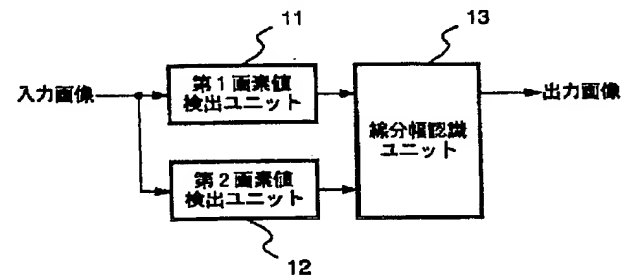 11
13
入力画像
第1画素値
検出ユニット
線分幅認識
ユニット
出力画像
第2画素値
検出ユニット
12